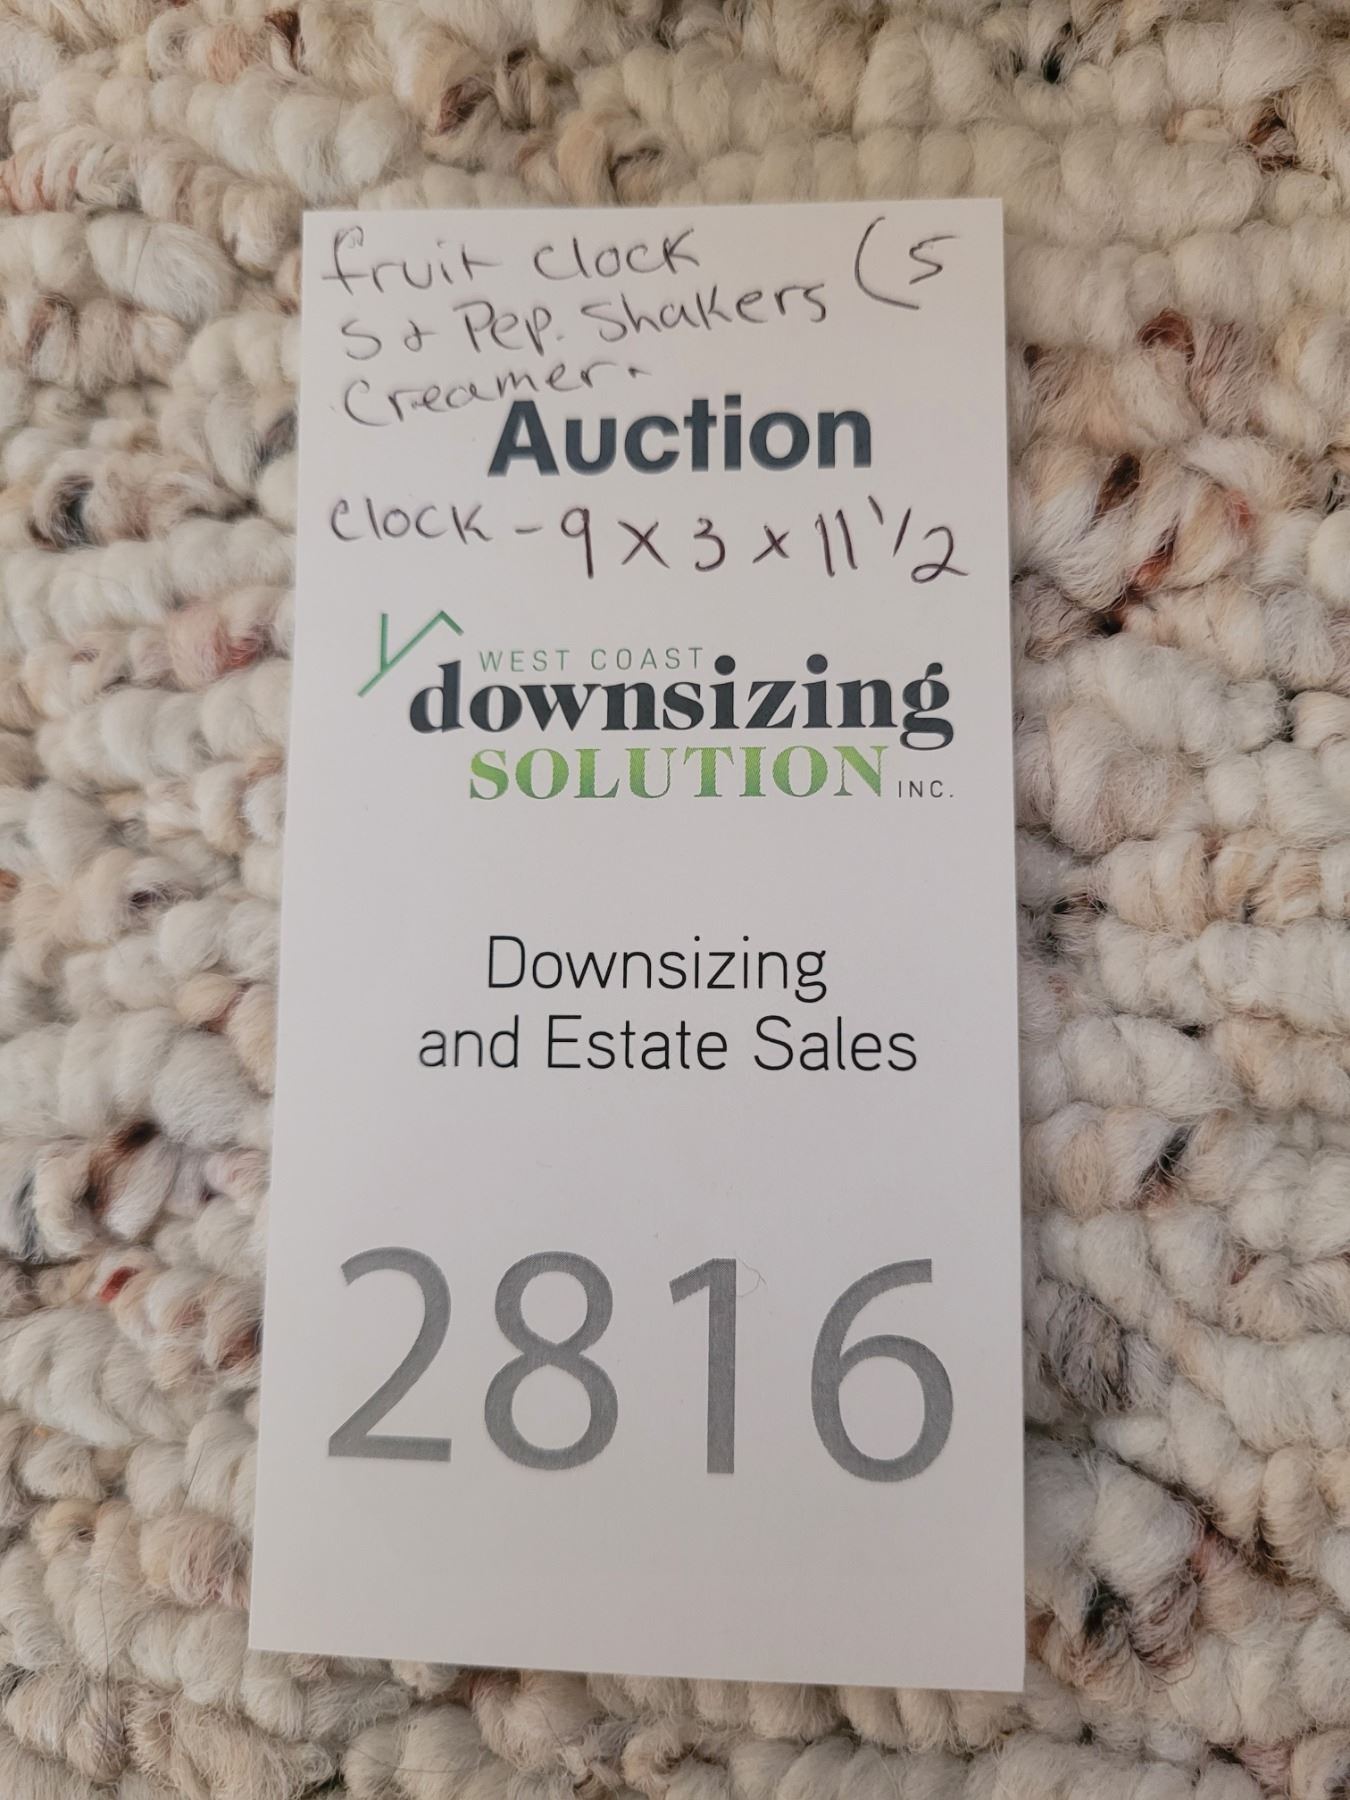 fruit clock (5
S + Pep. Shakers
Creamer.
Auction
clock - 9 x 3 x 11 1/2
WEST COAST
downsizing
SOLUTION INC.
Downsizing
and Estate Sales
2816